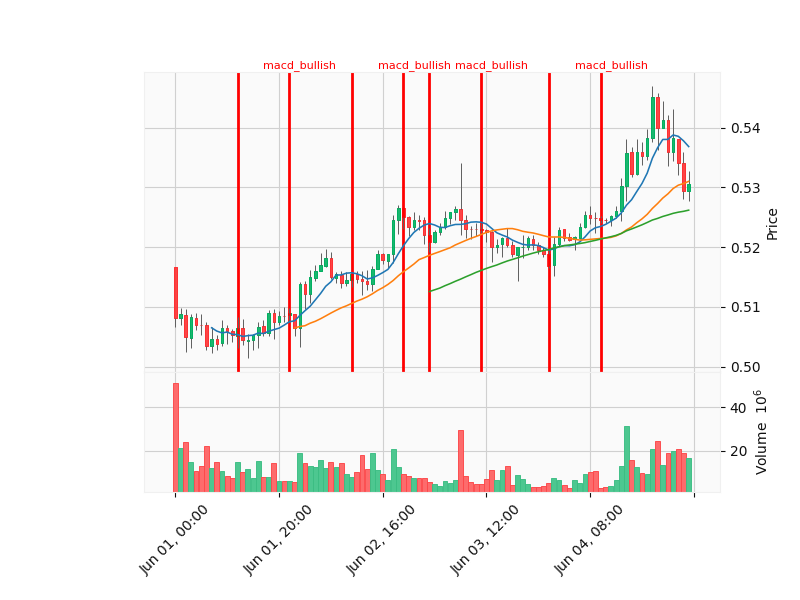 macd_bullish macd_bullish macd_bullish macd_bullish
0.54
0.53
0.52
0.51
0.50
Price
40
20
Volume 10⁶
Jun 01, 00:00
Jun 01, 20:00
Jun 02, 16:00
Jun 03, 12:00
Jun 04, 08:00